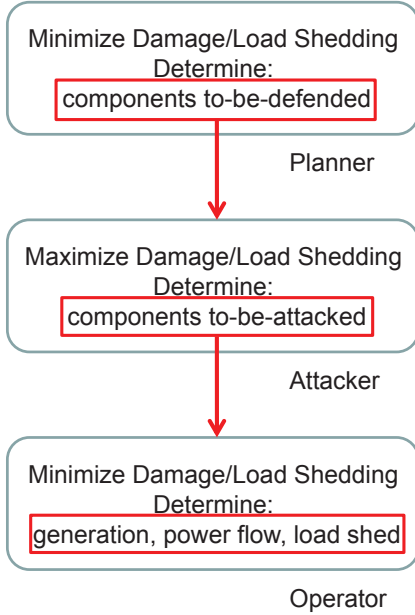 Minimize Damage/Load Shedding
Determine:
components to-be-defended
Planner
Maximize Damage/Load Shedding
Determine:
components to-be-attacked
Attacker
Minimize Damage/Load Shedding
Determine:
generation, power flow, load shed
Operator